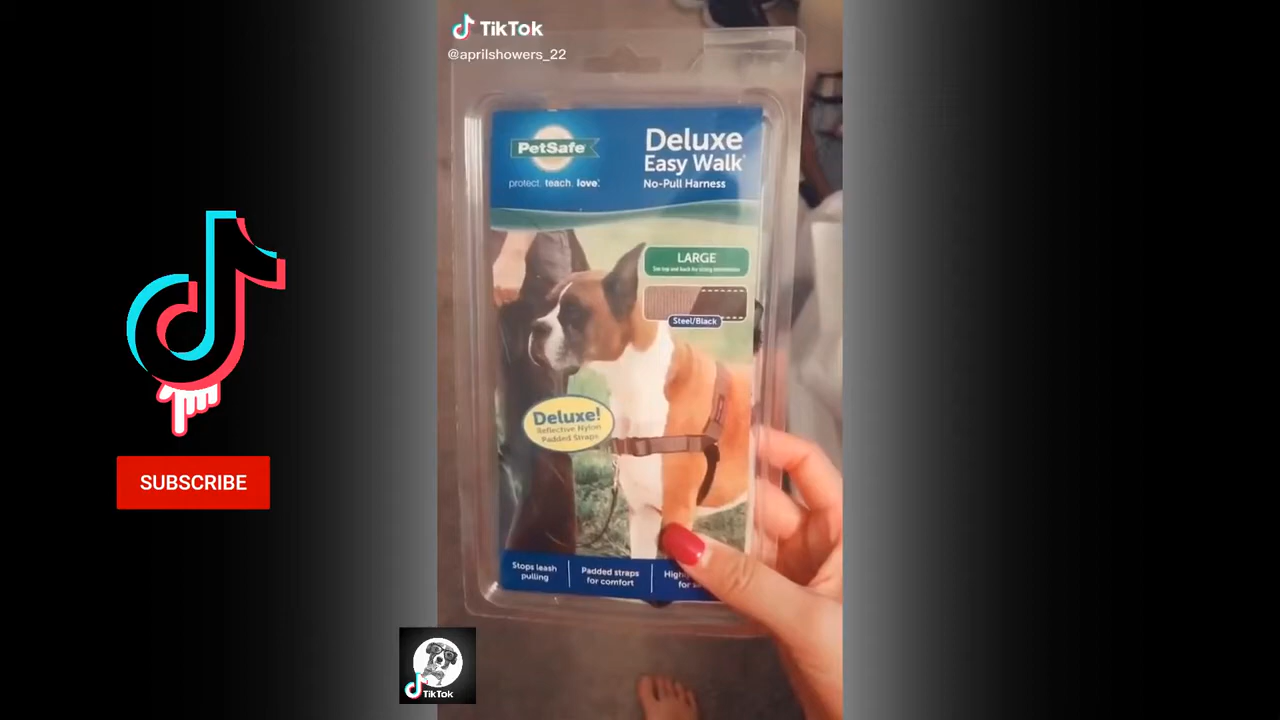 TikTok
@aprilshowers_22
PetSafe
protect. teach. love.
Deluxe
Easy Walk®
No-Pull Harness
LARGE
Steel/Black
Deluxe!
Reflective Nylon
Padded Straps
Stops leash
pulling
Padded straps
for comfort
SUBSCRIBE
TikTok